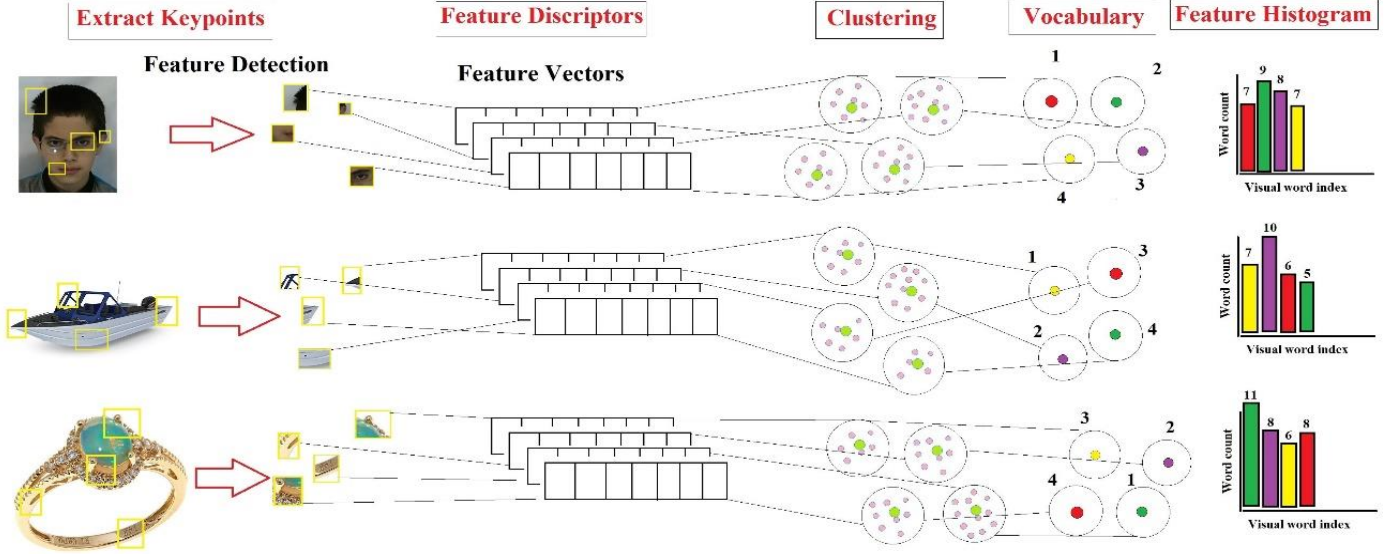 Extract Keypoints
Feature Discriptors
Clustering
Vocabulary
Feature Histogram
Feature Detection
Feature Vectors
1
2
3
4
Word count
7
9
8
7
Visual word index
1
3
2
4
Word count
7
10
6
5
Visual word index
3
2
4
1
Word count
11
8
6
8
Visual word index